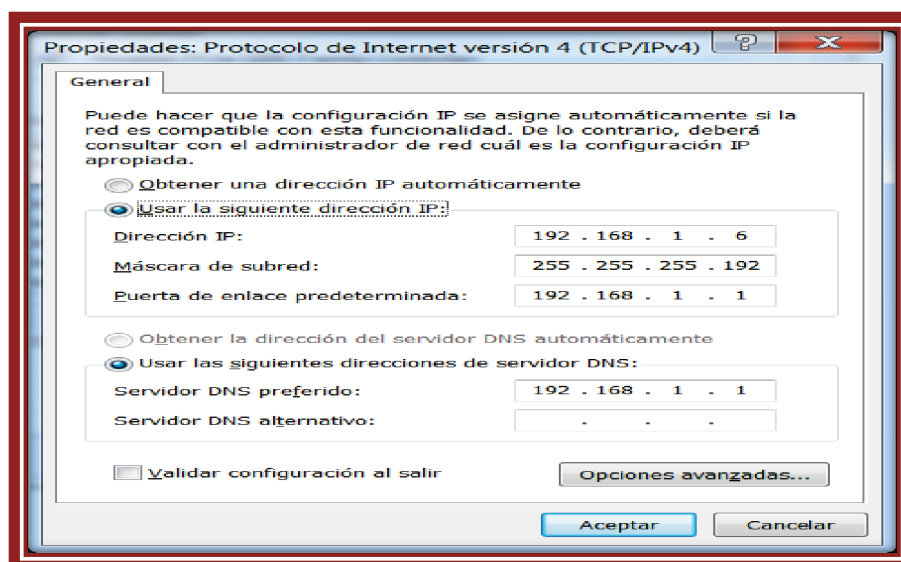 Propiedades: Protocolo de Internet versión 4 (TCP/IPv4)
General
Puede hacer que la configuración IP se asigne automáticamente si la
red es compatible con esta funcionalidad. De lo contrario, deberá
consultar con el administrador de red cuál es la configuración IP
apropiada.
Obtener una dirección IP automáticamente
Usar la siguiente dirección IP:
Dirección IP: 192 . 168 . 1 . 6
Máscara de subred: 255 . 255 . 255 . 192
Puerta de enlace predeterminada: 192 . 168 . 1 . 1
Obtener la dirección del servidor DNS automáticamente
Usar las siguientes direcciones de servidor DNS:
Servidor DNS preferido: 192 . 168 . 1 . 1
Servidor DNS alternativo: . . .
Validar configuración al salir
Opciones avanzadas...
Aceptar Cancelar